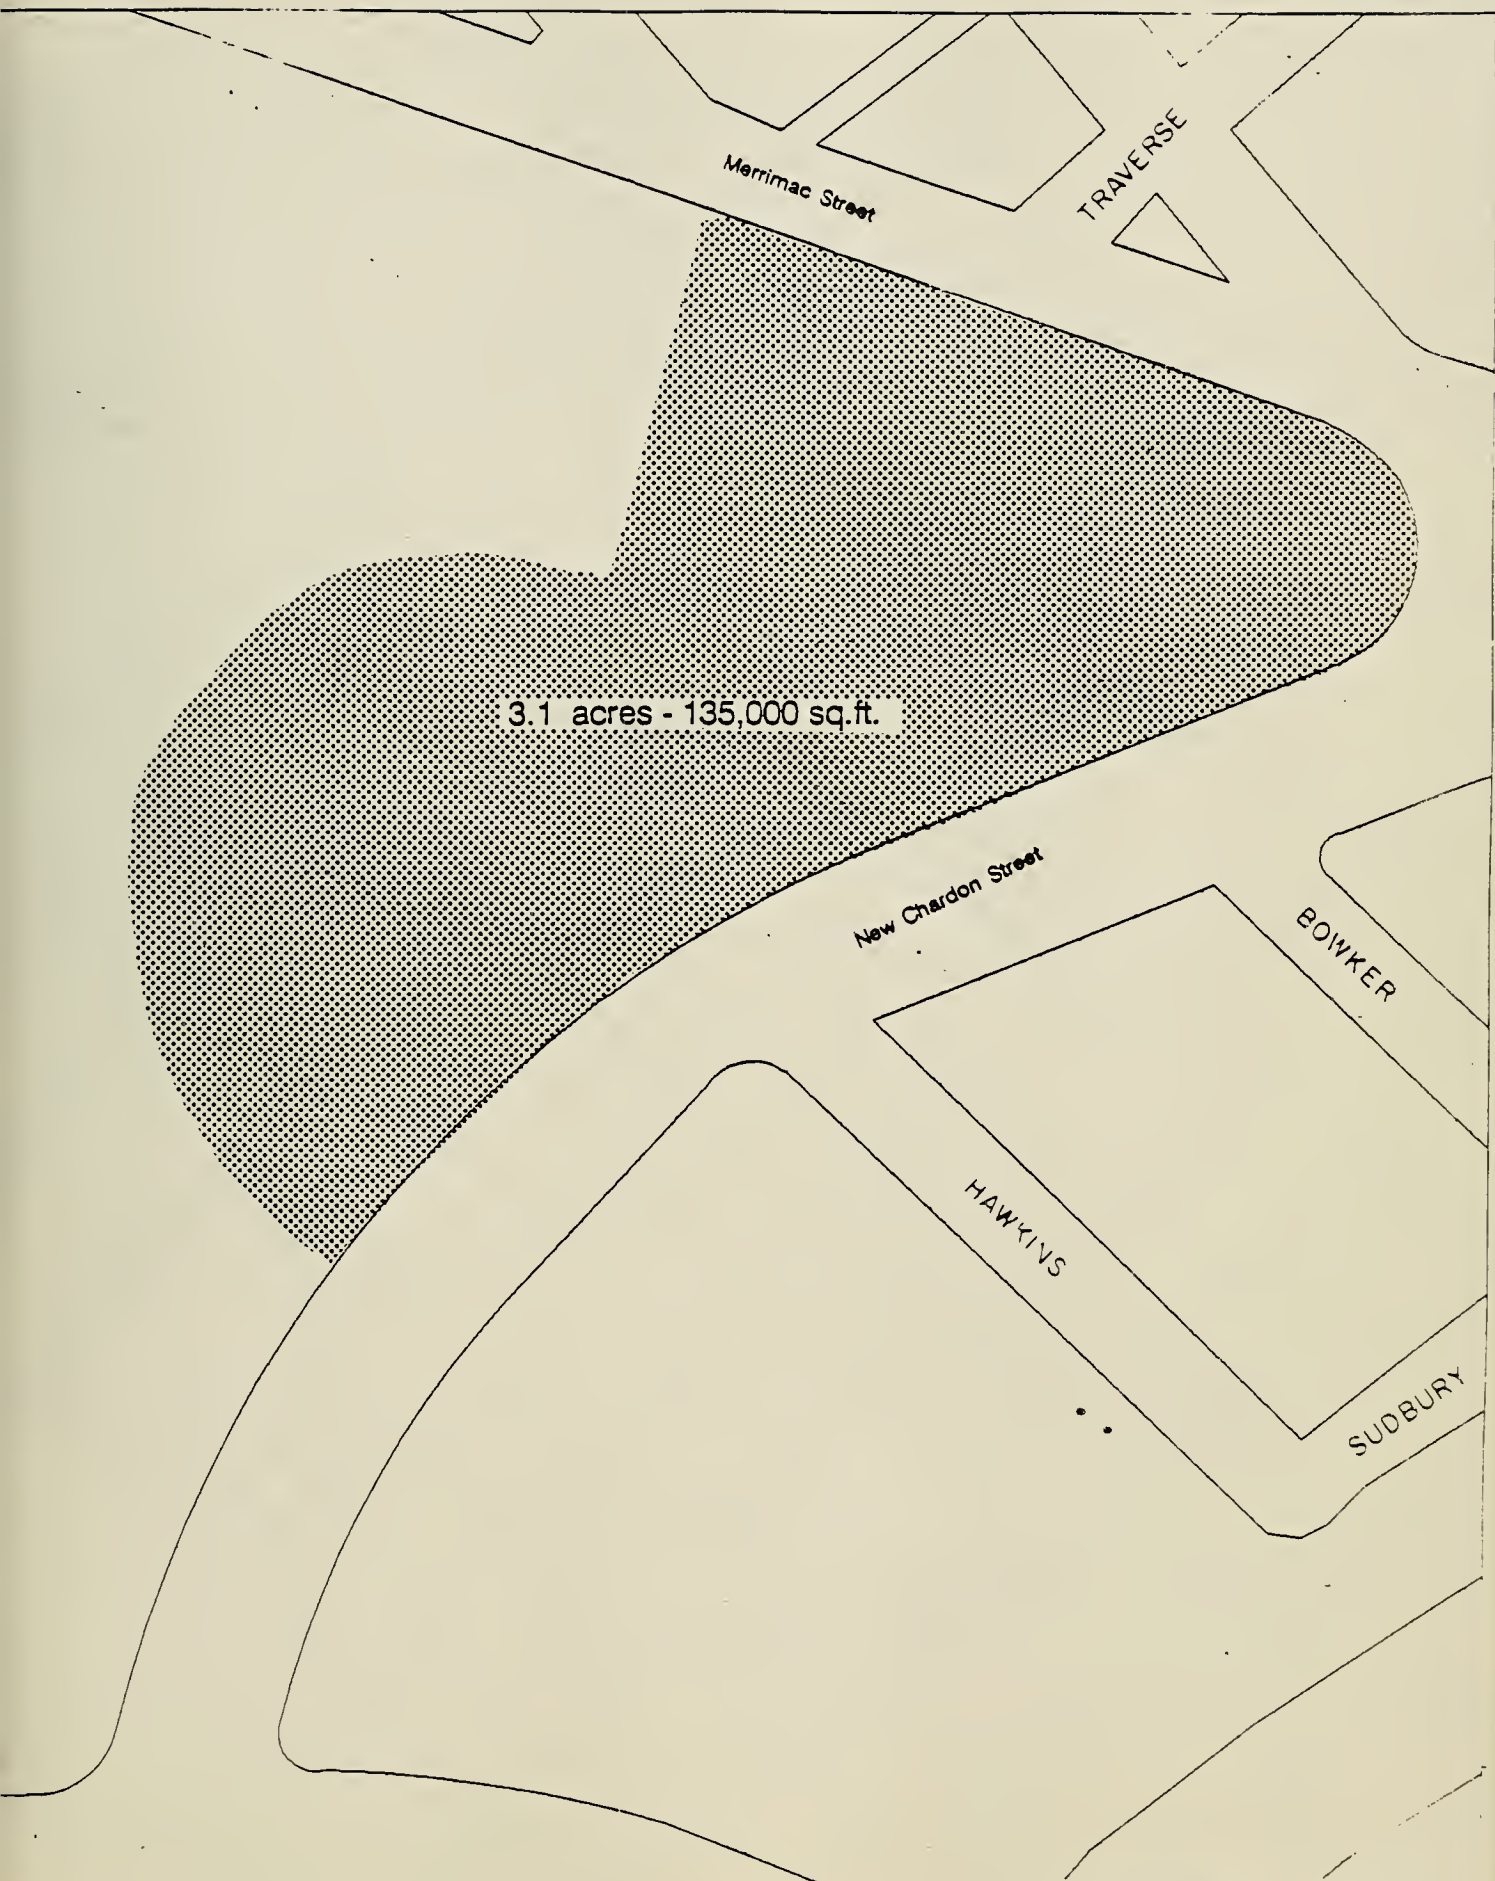 Merrimac Street
TRAVERSE
3.1 acres - 135,000 sq.ft.
New Chardon Street
BOWKER
HAWKINS
SUDBURY